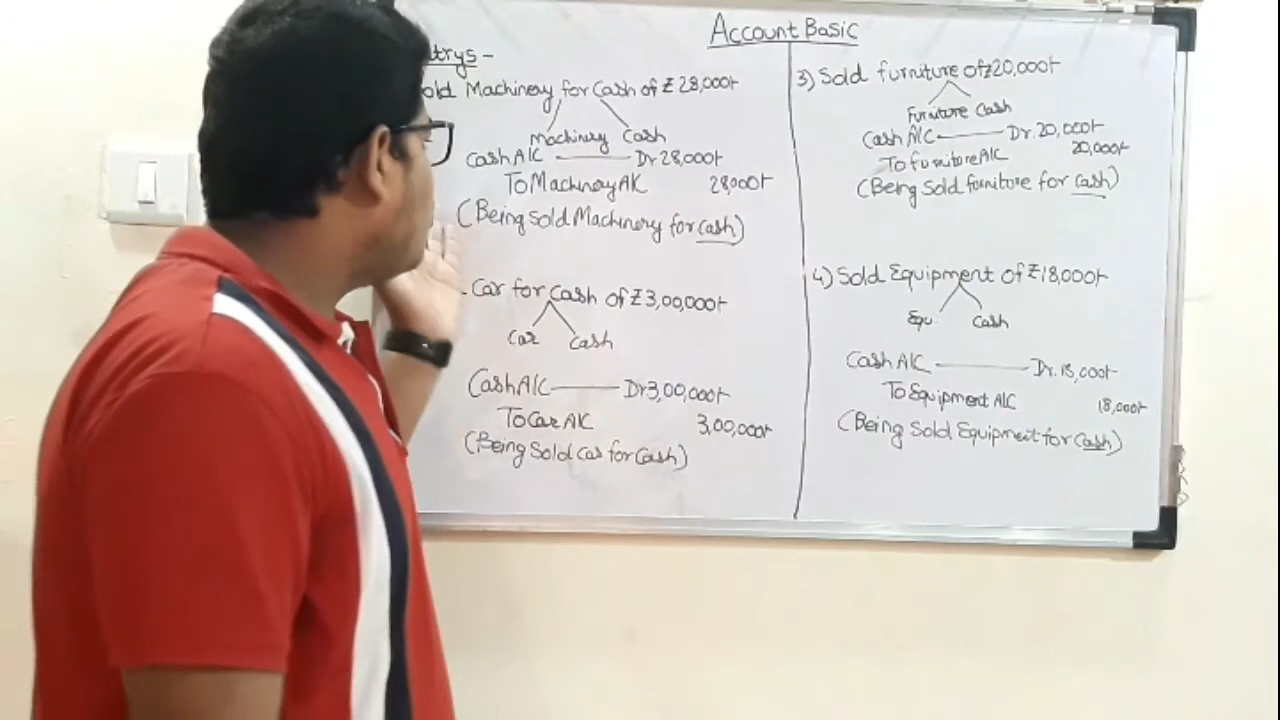 Account Basic
trys -
old Machinery for Cash of ₹ 28,000/-
Machinery Cash
Cash A/C Dr. 28,000/-
To Machinery A/C 28,000/-
(Being Sold Machinery for Cash)
Car for Cash of ₹ 3,00,000/-
Car Cash
Cash A/C Dr 3,00,000/-
To Car A/C 3,00,000/-
(Being Sold Car for Cash)
3) Sold furniture of ₹20,000/-
Furniture Cash
Cash A/C Dr. 20,000/-
To furniture A/C 20,000/-
(Being Sold furniture for cash)
4) Sold Equipment of ₹18,000/-
Equ. Cash
Cash A/C Dr. 18,000/-
To Equipment A/C 18,000/-
(Being Sold Equipment for Cash)